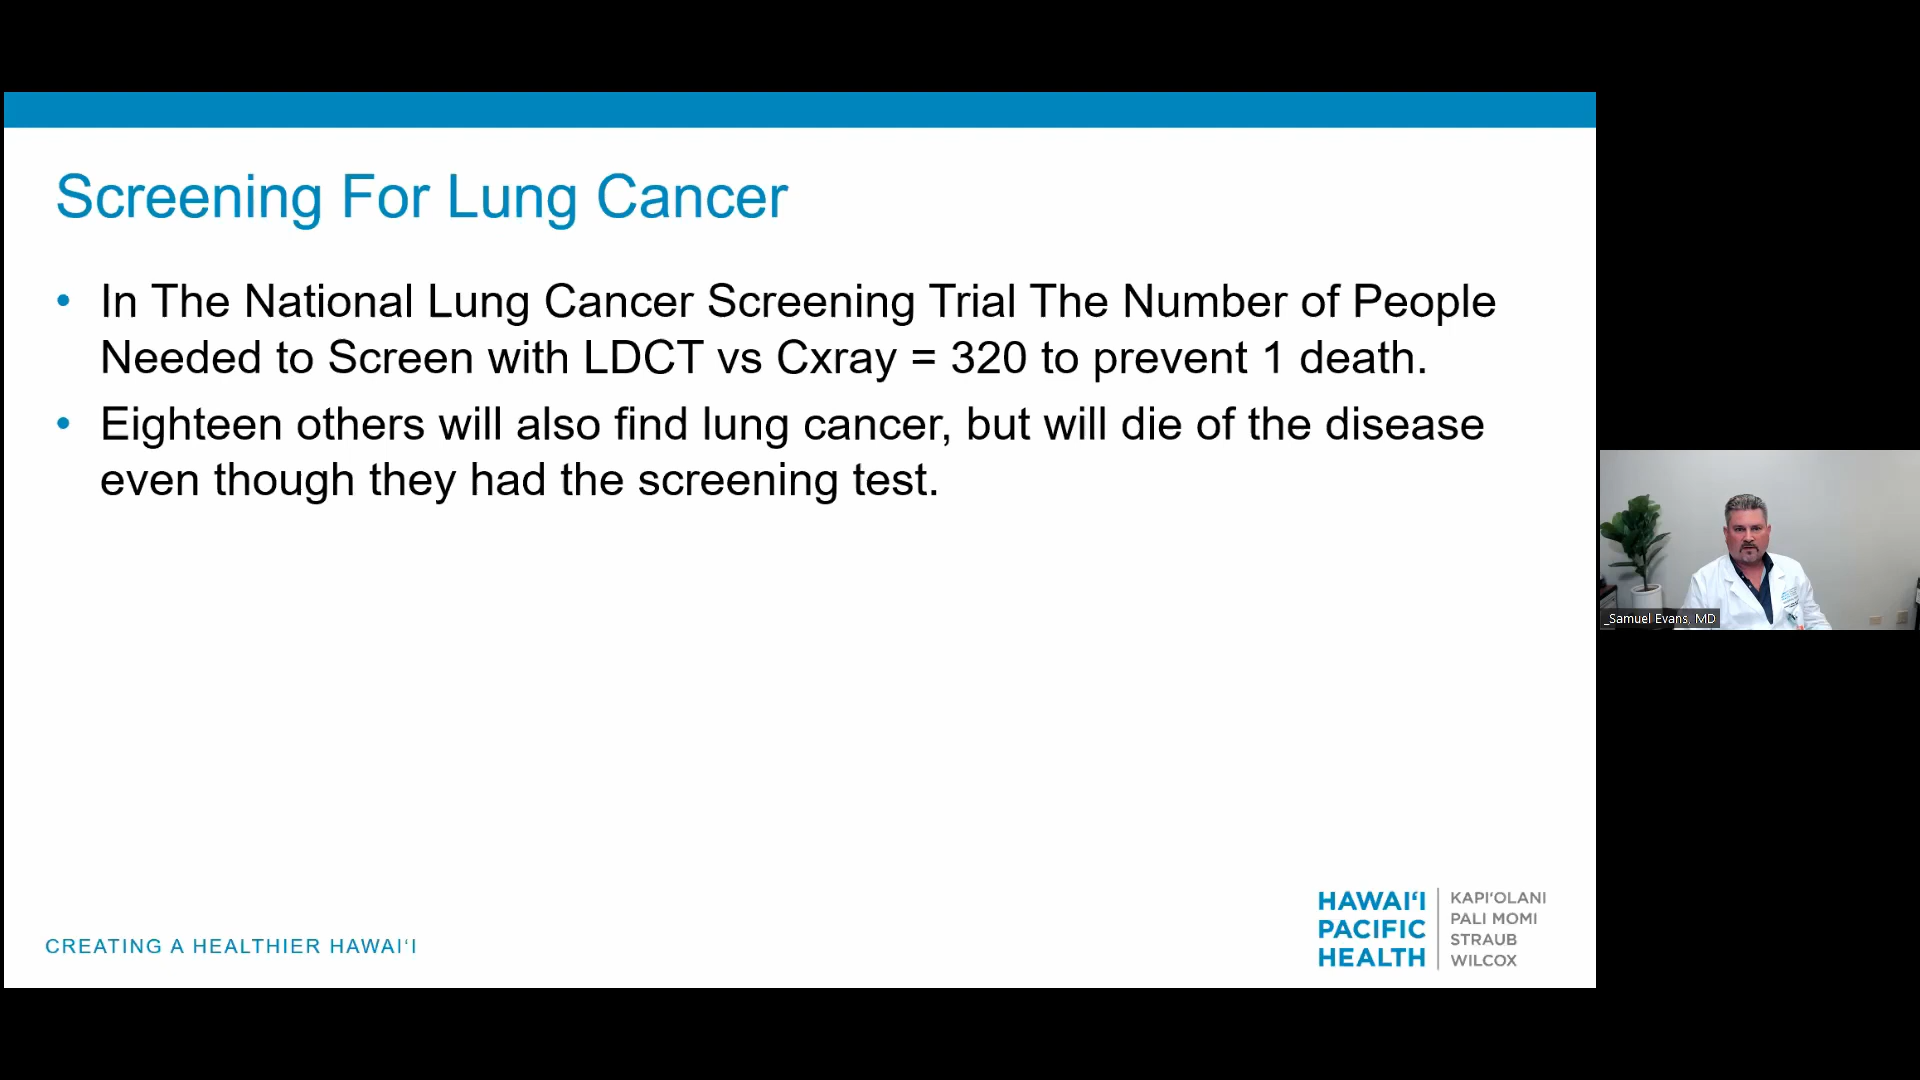 Screening For Lung Cancer
• In The National Lung Cancer Screening Trial The Number of People
Needed to Screen with LDCT vs Cxray = 320 to prevent 1 death.
• Eighteen others will also find lung cancer, but will die of the disease
even though they had the screening test.
_Samuel Evans, MD
CREATING A HEALTHIER HAWAI‘I
HAWAI‘I
PACIFIC
HEALTH
KAPI‘OLANI
PALI MOMI
STRAUB
WILCOX